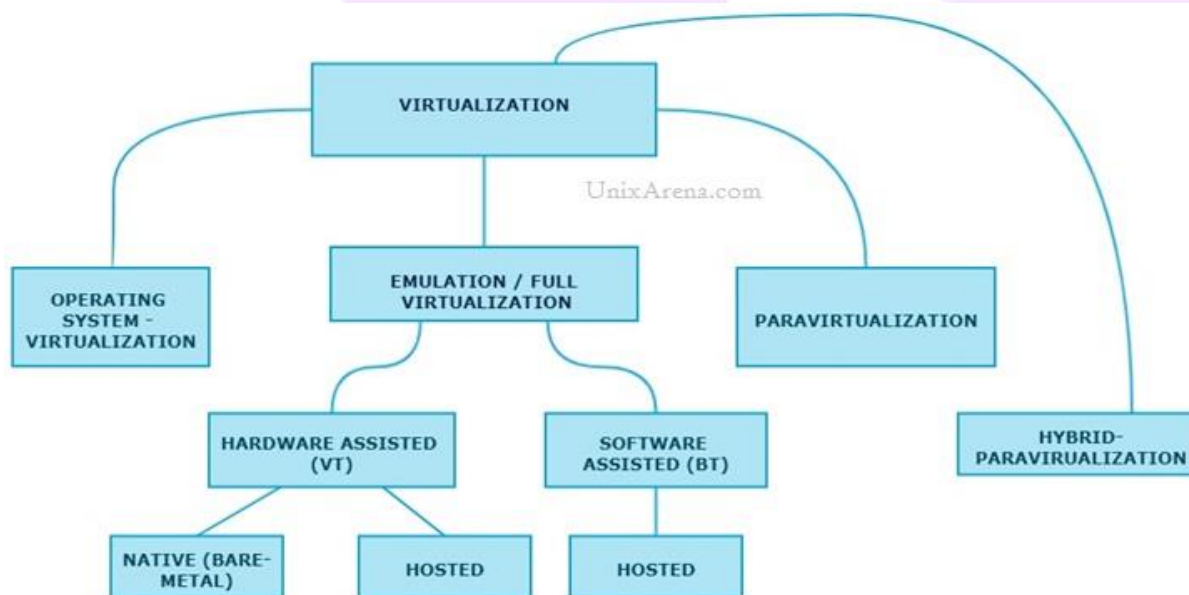 VIRTUALIZATION
UnixArena.com
OPERATING
SYSTEM -
VIRTUALIZATION
EMULATION / FULL
VIRTUALIZATION
PARAVIRTUALIZATION
HARDWARE ASSISTED
(VT)
SOFTWARE
ASSISTED (BT)
HYBRID-
PARAVIRUALIZATION
NATIVE (BARE-
METAL)
HOSTED
HOSTED